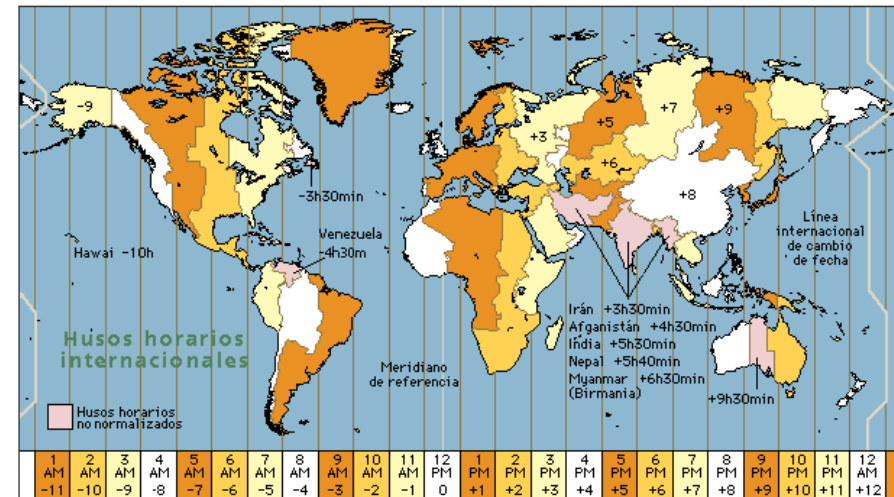 -9
+5
+7
+9
+3
+6
+8
-3h30min
Venezuela
-4h30m
Hawai -10h
Línea
internacional
de cambio
de fecha
Husos horarios
internacionales
Meridiano
de referencia
Irán +3h30min
Afganistán +4h30min
India +5h30min
Nepal +5h40min
Myanmar +6h30min
(Birmania)
+9h30min
Husos horarios
no normalizados
1 2 3 4 5 6 7 8 9 10 11 12 1 2 3 4 5 6 7 8 9 10 11 12
AM AM AM AM AM AM AM AM AM AM AM PM PM PM PM PM PM PM PM PM PM PM PM AM
-11 -10 -9 -8 -7 -6 -5 -4 -3 -2 -1 0 +1 +2 +3 +4 +5 +6 +7 +8 +9 +10 +11 +12